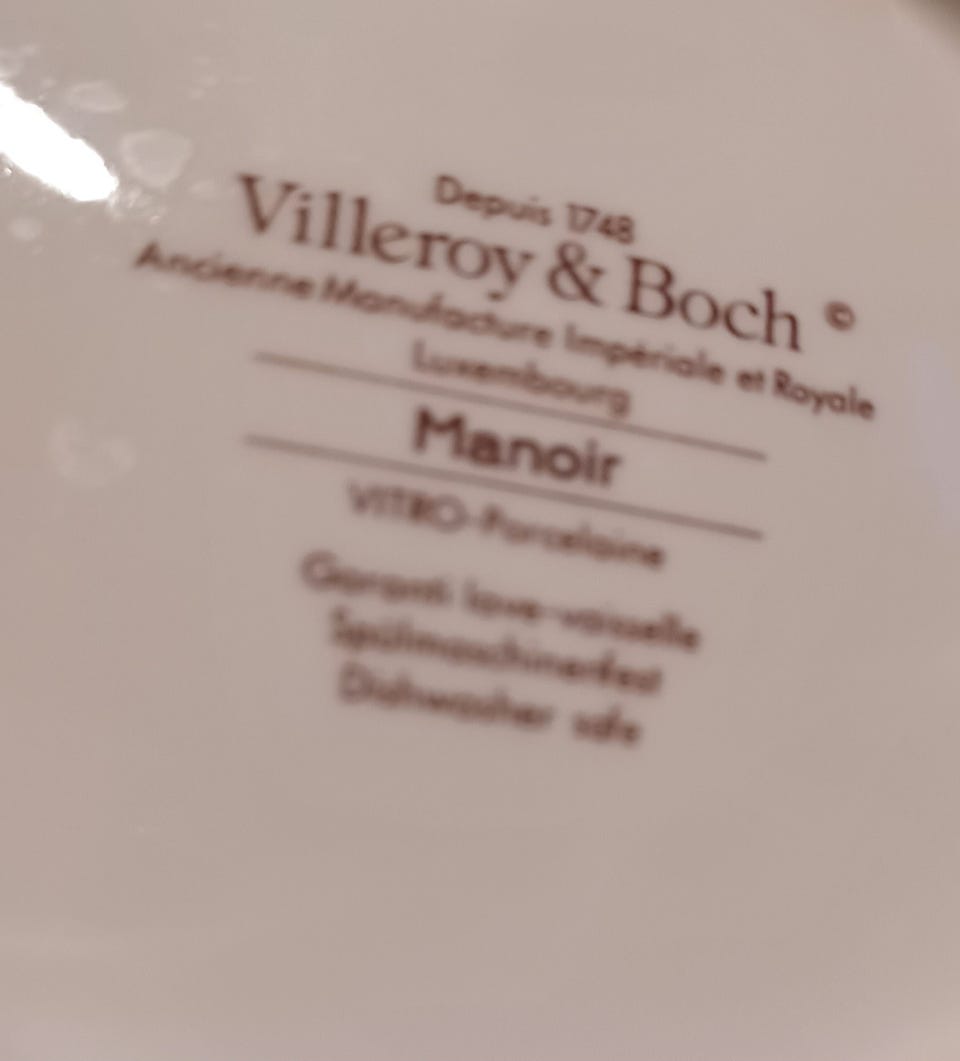 Depuis 1748
Villeroy & Boch ©
Ancienne Manufacture Impériale et Royale
Luxembourg
Manoir
VITRO-Porcelaine
Garanti lave-vaisselle
Spülmaschinenfest
Dishwasher safe